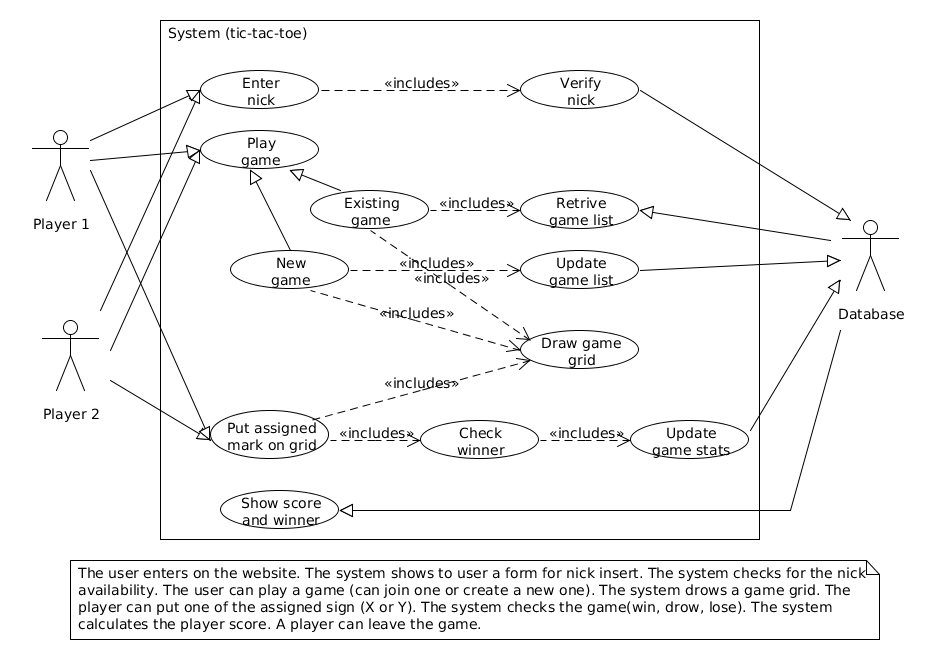 System (tic-tac-toe)
Enter
nick
«includes»
Verify
nick
Play
game
Player 1
Existing
game
«includes»
Retrive
game list
New
game
«includes»
«includes»
Update
game list
Database
«includes»
Draw game
grid
Player 2
«includes»
Put assigned
mark on grid
«includes»
Check
winner
«includes»
Update
game stats
Show score
and winner
The user enters on the website. The system shows to user a form for nick insert. The system checks for the nick
availability. The user can play a game (can join one or create a new one). The system drows a game grid. The
player can put one of the assigned sign (X or Y). The system checks the game(win, drow, lose). The system
calculates the player score. A player can leave the game.